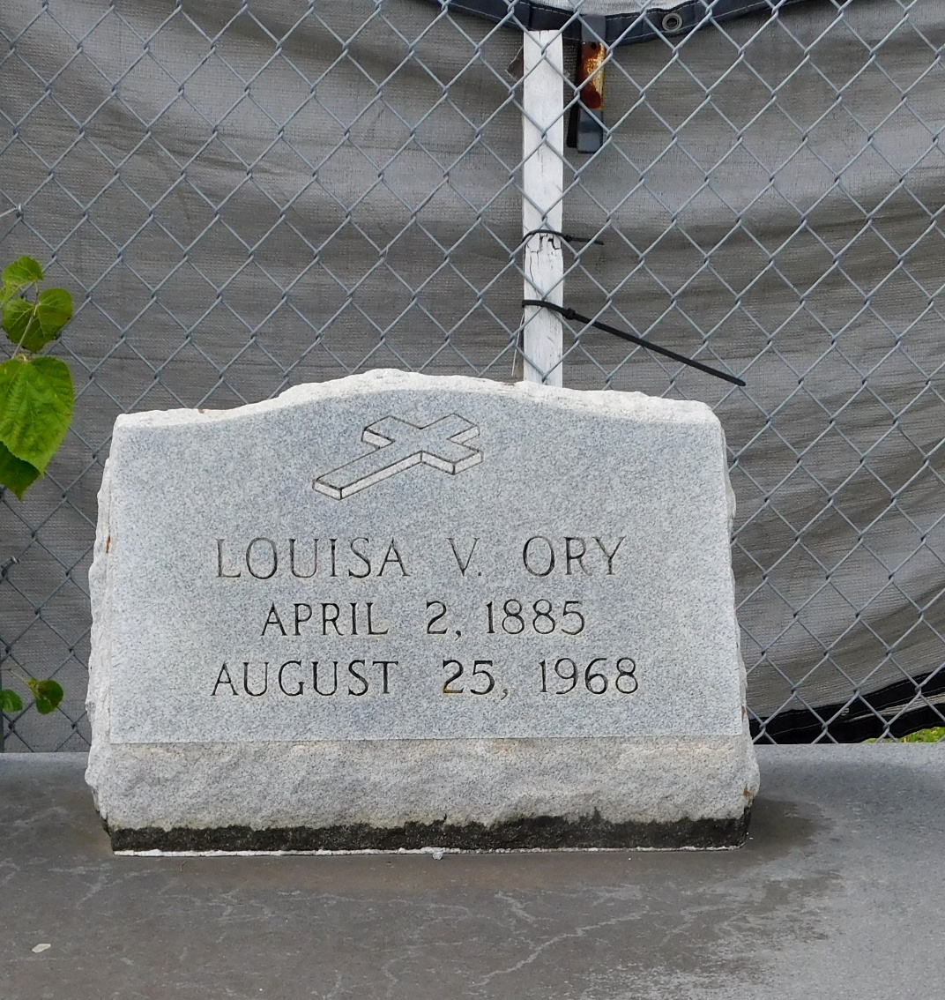 LOUISA V. ORY
APRIL 2, 1885
AUGUST 25, 1968